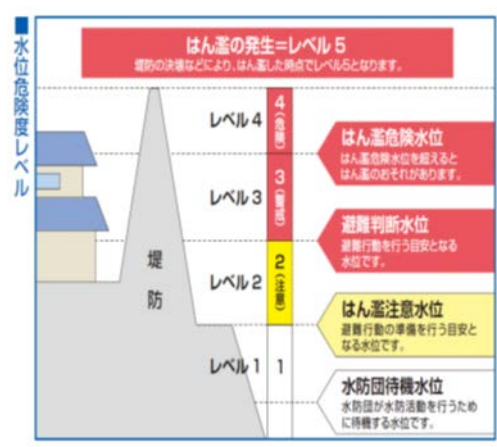 ■水位危険度レベル
はん濫の発生=レベル5
堤防の決壊などにより、はん濫した時点でレベル5となります。
レベル4
4（危険）
はん濫危険水位
はん濫危険水位を超えると
はん濫のおそれがあります。
レベル3
3（警戒）
避難判断水位
避難行動を行う目安となる
水位です。
堤防
レベル2
2（注意）
はん濫注意水位
避難行動の準備を行う目安と
なる水位です。
レベル1
1
水防団待機水位
水防団が水防活動を行うため
に待機する水位です。